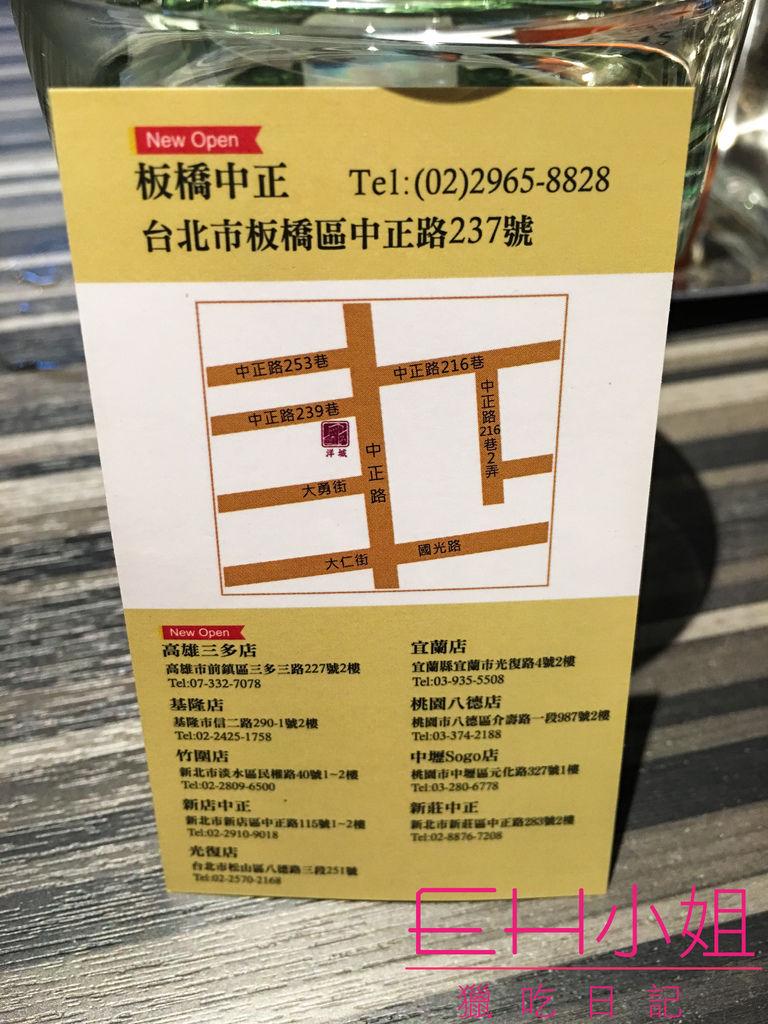 New Open
板橋中正 Tel:(02)2965-8828
台北市板橋區中正路237號
中正路253巷
中正路216巷
中正路239巷
中正路216巷2弄
洋城
中正路
大勇街
大仁街
國光路
New Open
高雄三多店
高雄市前鎮區三多三路227號2樓
Tel:07-332-7078
基隆店
基隆市信二路290-1號2樓
Tel:02-2425-1758
竹圍店
新北市淡水區民權路40號1~2樓
Tel:02-2809-6500
新店中正
新北市新店區中正路115號1~2樓
Tel:02-2910-9018
光復店
台北市松山區八德路三段251號
Tel:02-2570-2168
宜蘭店
宜蘭縣宜蘭市光復路4號2樓
Tel:03-935-5508
桃園八德店
桃園市八德區介壽路一段987號2樓
Tel:03-374-2188
中壢Sogo店
桃園市中壢區元化路327號1樓
Tel:03-280-6778
新莊中正
新北市新莊區中正路283號2樓
Tel:02-8876-7208
EH小姐
獵吃日記